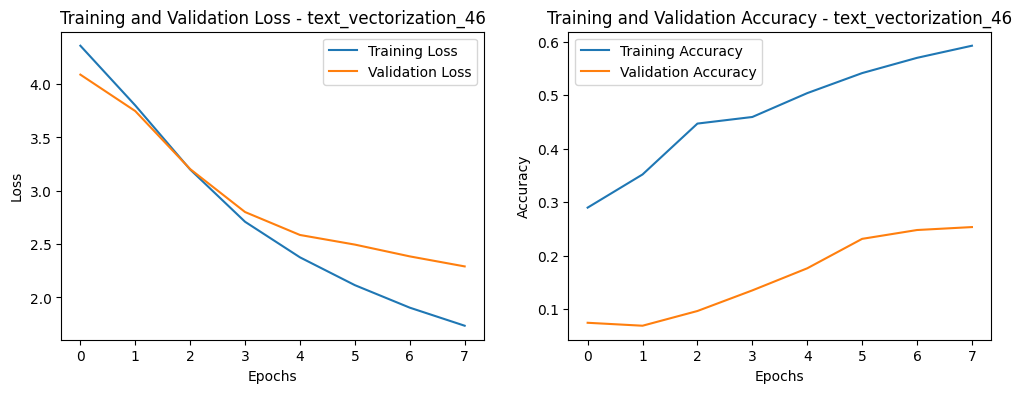 Training and Validation Loss - text_vectorization_46
Training Loss
Validation Loss
4.0
3.5
3.0
2.5
2.0
Loss
0 1 2 3 4 5 6 7
Epochs
Training and Validation Accuracy - text_vectorization_46
Training Accuracy
Validation Accuracy
0.6
0.5
0.4
0.3
0.2
0.1
Accuracy
0 1 2 3 4 5 6 7
Epochs